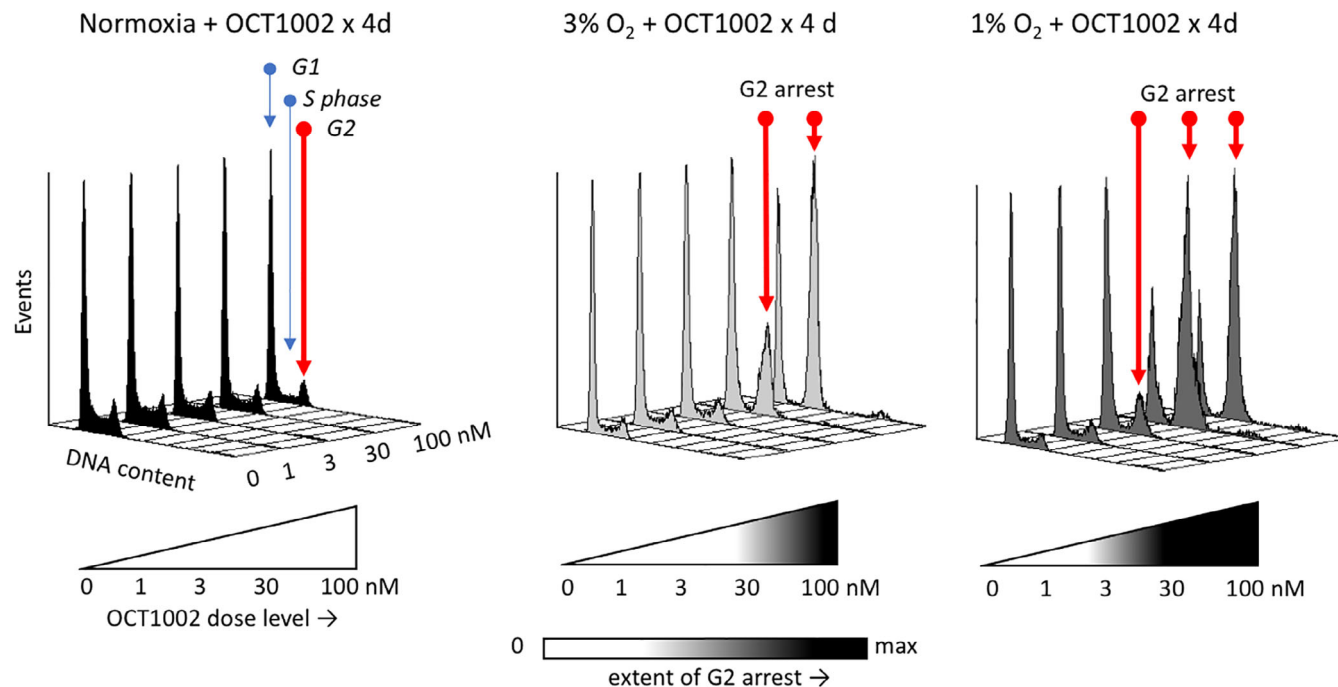 Normoxia + OCT1002 x 4d
3% O₂ + OCT1002 x 4 d
1% O₂ + OCT1002 x 4d
G1
S phase
G2
G2 arrest
G2 arrest
Events
DNA content
0 1 3 30 100 nM
0 1 3 30 100 nM
OCT1002 dose level →
0 1 3 30 100 nM
0 1 3 30 100 nM
0 max
extent of G2 arrest →